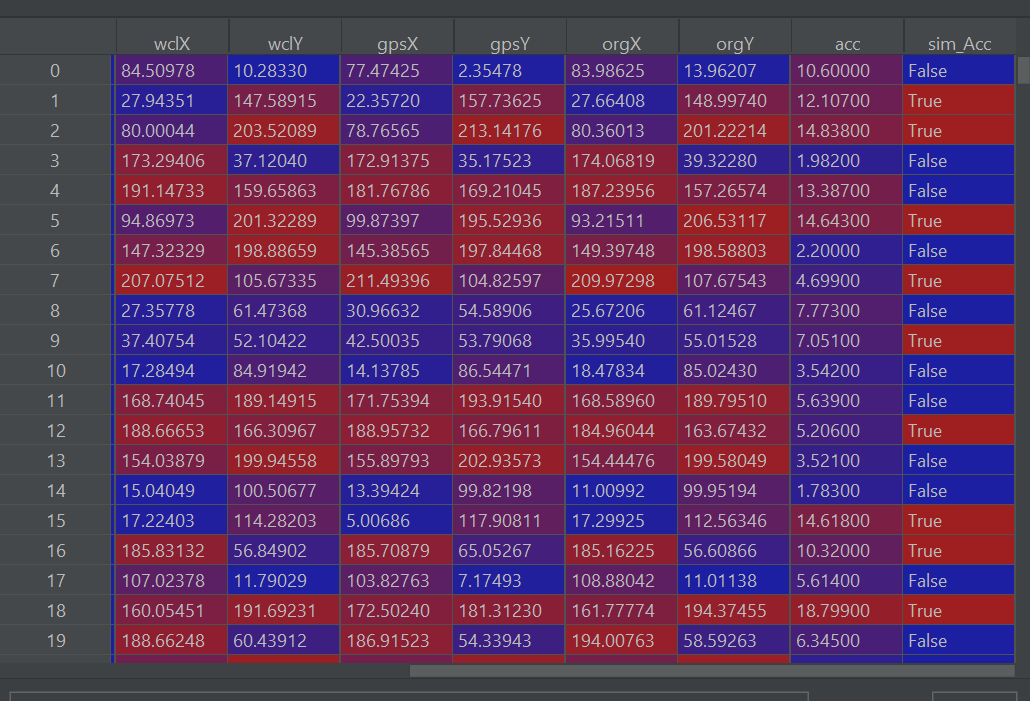 wclX wclY gpsX gpsY orgX orgY acc sim_Acc
0 84.50978 10.28330 77.47425 2.35478 83.98625 13.96207 10.60000 False
1 27.94351 147.58915 22.35720 157.73625 27.66408 148.99740 12.10700 True
2 80.00044 203.52089 78.76565 213.14176 80.36013 201.22214 14.83800 True
3 173.29406 37.12040 172.91375 35.17523 174.06819 39.32280 1.98200 False
4 191.14733 159.65863 181.76786 169.21045 187.23956 157.26574 13.38700 False
5 94.86973 201.32289 99.87397 195.52936 93.21511 206.53117 14.64300 True
6 147.32329 198.88659 145.38565 197.84468 149.39748 198.58803 2.20000 False
7 207.07512 105.67335 211.49396 104.82597 209.97298 107.67543 4.69900 True
8 27.35778 61.47368 30.96632 54.58906 25.67206 61.12467 7.77300 False
9 37.40754 52.10422 42.50035 53.79068 35.99540 55.01528 7.05100 True
10 17.28494 84.91942 14.13785 86.54471 18.47834 85.02430 3.54200 False
11 168.74045 189.14915 171.75394 193.91540 168.58960 189.79510 5.63900 False
12 188.66653 166.30967 188.95732 166.79611 184.96044 163.67432 5.20600 True
13 154.03879 199.94558 155.89793 202.93573 154.44476 199.58049 3.52100 False
14 15.04049 100.50677 13.39424 99.82198 11.00992 99.95194 1.78300 False
15 17.22403 114.28203 5.00686 117.90811 17.29925 112.56346 14.61800 True
16 185.83132 56.84902 185.70879 65.05267 185.16225 56.60866 10.32000 True
17 107.02378 11.79029 103.82763 7.17493 108.88042 11.01138 5.61400 False
18 160.05451 191.69231 172.50240 181.31230 161.77774 194.37455 18.79900 True
19 188.66248 60.43912 186.91523 54.33943 194.00763 58.59263 6.34500 False